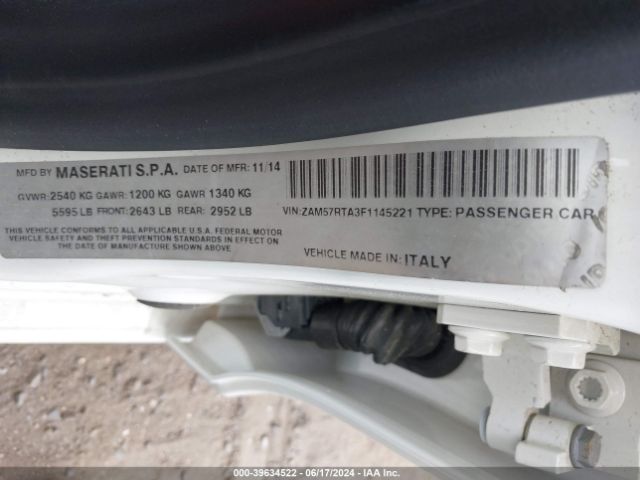 MFD BY MASERATI S.P.A. DATE OF MFR: 11/14
GVWR: 2540 KG GAWR: 1200 KG GAWR 1340 KG
5595 LB FRONT: 2643 LB REAR: 2952 LB
THIS VEHICLE CONFORMS TO ALL APPLICABLE U.S.A. FEDERAL MOTOR
VEHICLE SAFETY AND THEFT PREVENTION STANDARDS IN EFFECT ON
THE DATE OF MANUFACTURE SHOWN ABOVE.
VIN: ZAM57RTA3F1145221 TYPE: PASSENGER CAR
VEHICLE MADE IN: ITALY
000-39634522 - 06/17/2024 - IAA Inc.